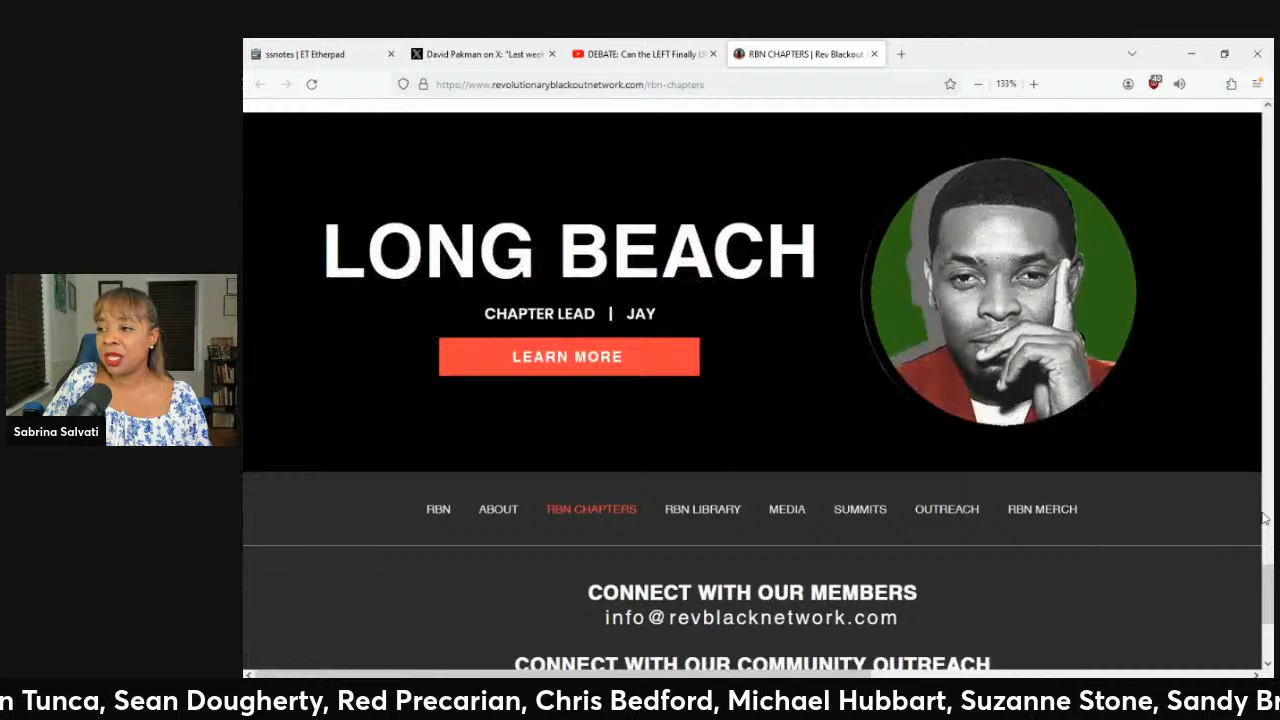 ssnotes | ET Etherpad
David Pakman on X: "Last week
DEBATE: Can the LEFT Finally
RBN CHAPTERS | Rev Blackout
https://www.revolutionaryblackoutnetwork.com/rbn-chapters
133%
LONG BEACH
CHAPTER LEAD | JAY
LEARN MORE
Sabrina Salvati
RBN ABOUT RBN CHAPTERS RBN LIBRARY MEDIA SUMMITS OUTREACH RBN MERCH
CONNECT WITH OUR MEMBERS
info@revblacknetwork.com
CONNECT WITH OUR COMMUNITY OUTREACH
n Tunca, Sean Dougherty, Red Precarian, Chris Bedford, Michael Hubbart, Suzanne Stone, Sandy Br